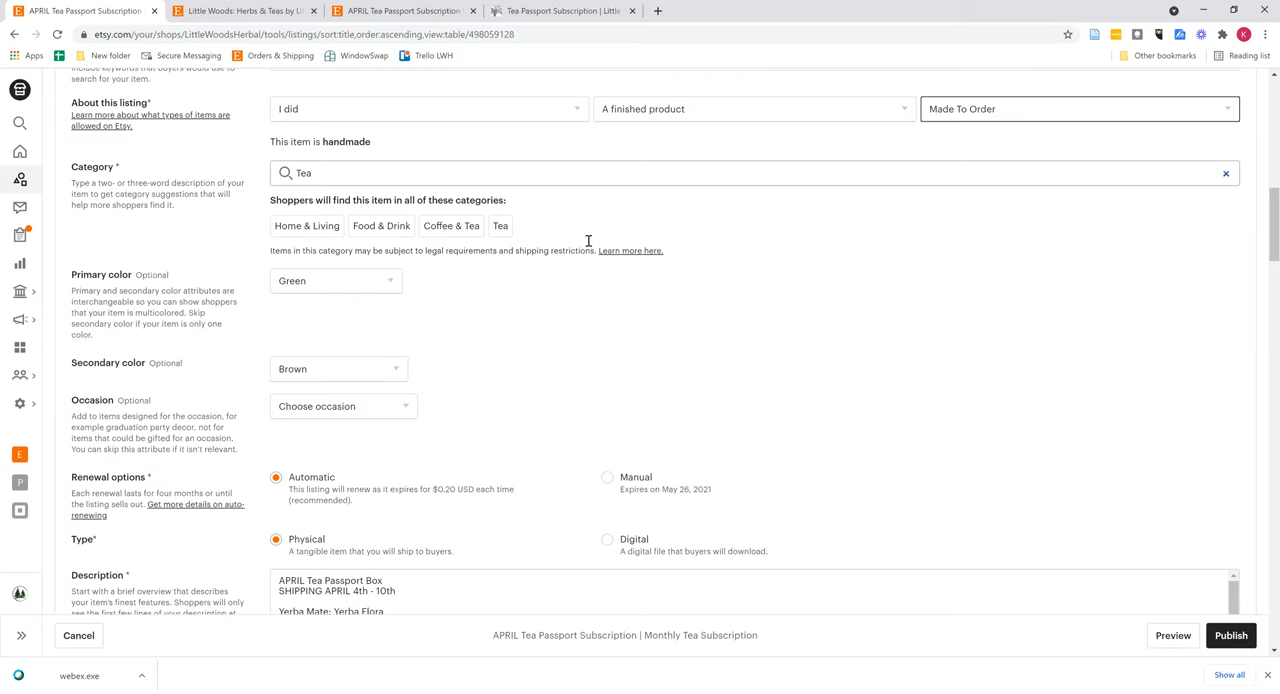 APRIL Tea Passport Subscription
Little Woods: Herbs & Teas by Li
APRIL Tea Passport Subscription
Tea Passport Subscription | Little
etsy.com/your/shops/LittleWoodsHerbal/tools/listings/sort:title,order:ascending,view:table/498059128
K
Apps
New folder
Secure Messaging
Orders & Shipping
WindowSwap
Trello LWH
Other bookmarks
Reading list
Include keywords that buyers would use to
search for your item.
About this listing*
Learn more about what types of items are
allowed on Etsy.
I did
A finished product
Made To Order
This item is handmade
Category *
Type a two- or three-word description of your
item to get category suggestions that will
help more shoppers find it.
Tea
Shoppers will find this item in all of these categories:
Home & Living
Food & Drink
Coffee & Tea
Tea
Items in this category may be subject to legal requirements and shipping restrictions. Learn more here.
Primary color Optional
Primary and secondary color attributes are
interchangeable so you can show shoppers
that your item is multicolored. Skip
secondary color if your item is only one
color.
Green
Secondary color Optional
Brown
Occasion Optional
Add to items designed for the occasion, for
example graduation party decor, not for
items that could be gifted for an occasion.
You can skip this attribute if it isn't relevant.
Choose occasion
Renewal options *
Each renewal lasts for four months or until
the listing sells out. Get more details on auto-
renewing
Automatic
This listing will renew as it expires for $0.20 USD each time
(recommended).
Manual
Expires on May 26, 2021
Type*
Physical
A tangible item that you will ship to buyers.
Digital
A digital file that buyers will download.
Description *
Start with a brief overview that describes
your item's finest features. Shoppers will only
see the first few lines of your description at
APRIL Tea Passport Box
SHIPPING APRIL 4th - 10th
Yerba Mate: Yerba Flora
E
P
Cancel
APRIL Tea Passport Subscription | Monthly Tea Subscription
Preview
Publish
webex.exe
Show all